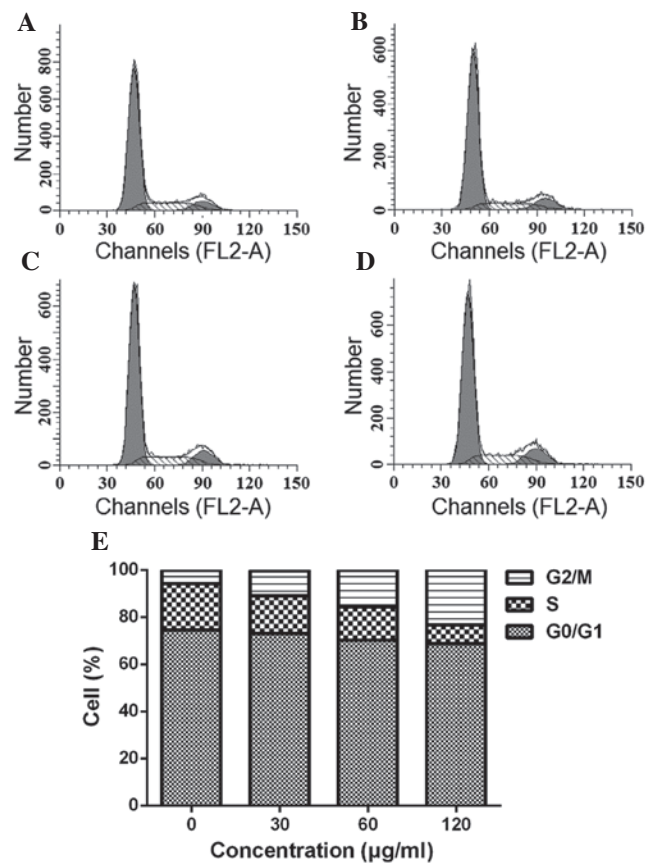 A
Number
0 200 400 600 800
0 30 60 90 120 150
Channels (FL2-A)
B
Number
0 200 400 600
0 30 60 90 120 150
Channels (FL2-A)
C
Number
0 200 400 600
0 30 60 90 120 150
Channels (FL2-A)
D
Number
0 200 400 600
0 30 60 90 120 150
Channels (FL2-A)
E
Cell (%)
100
80
60
40
20
0
0 30 60 120
Concentration (µg/ml)
G2/M
S
G0/G1